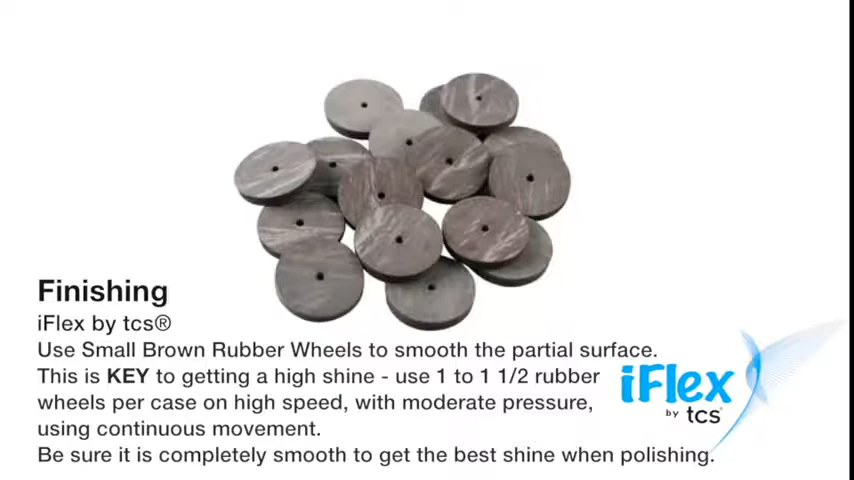 Finishing
iFlex by tcs®
Use Small Brown Rubber Wheels to smooth the partial surface.
This is KEY to getting a high shine - use 1 to 1 1/2 rubber
wheels per case on high speed, with moderate pressure,
using continuous movement.
Be sure it is completely smooth to get the best shine when polishing.
iFlex
by tcs®